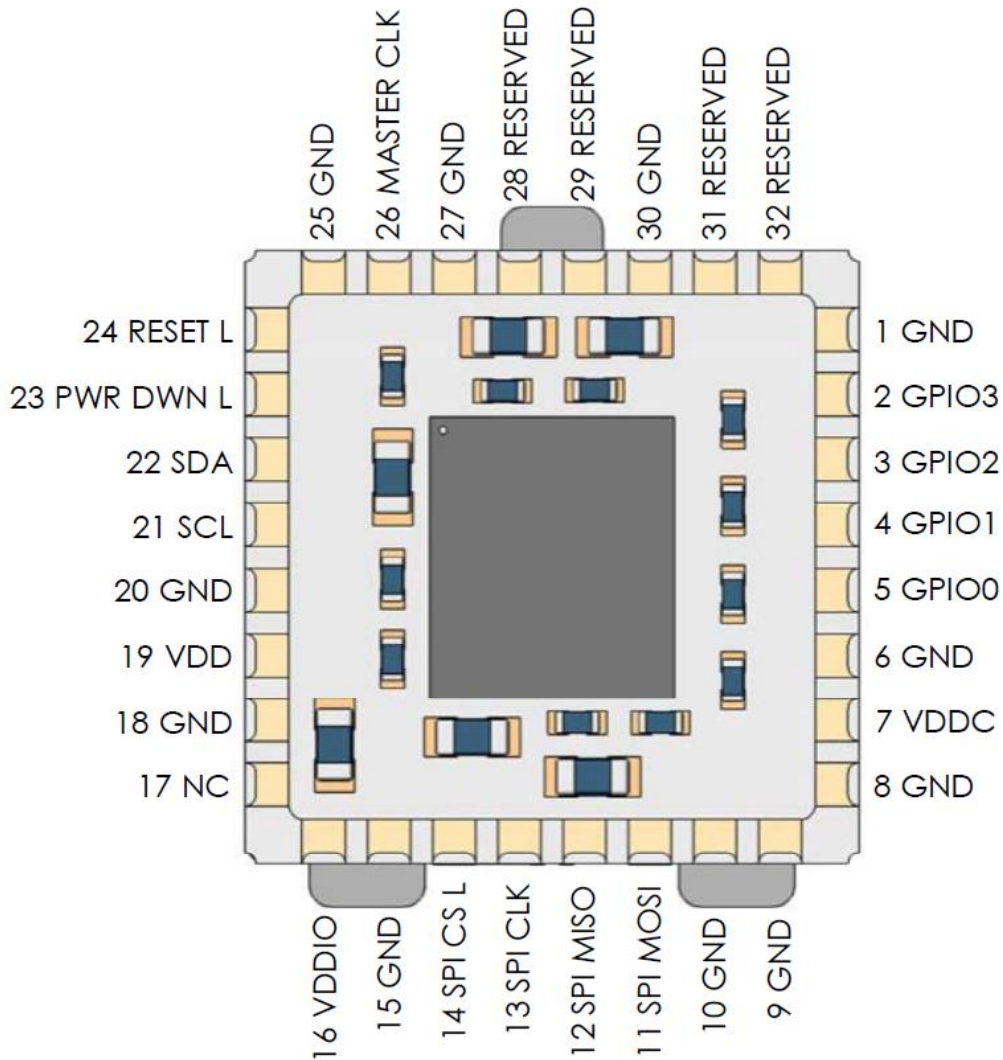 25 GND
26 MASTER CLK
27 GND
28 RESERVED
29 RESERVED
30 GND
31 RESERVED
32 RESERVED
24 RESET L
23 PWR DWN L
22 SDA
21 SCL
20 GND
19 VDD
18 GND
17 NC
1 GND
2 GPIO3
3 GPIO2
4 GPIO1
5 GPIO0
6 GND
7 VDDC
8 GND
16 VDDIO
15 GND
14 SPI CS L
13 SPI CLK
12 SPI MISO
11 SPI MOSI
10 GND
9 GND